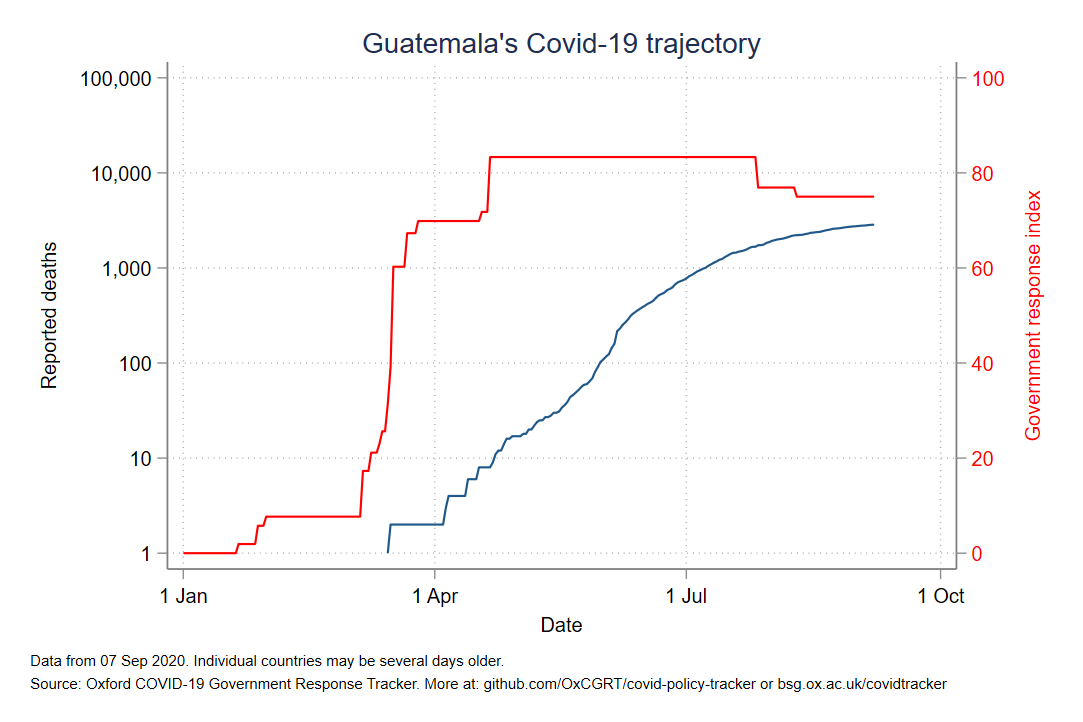 Guatemala's Covid-19 trajectory
100,000
10,000
1,000
100
10
1
Reported deaths
100
80
60
40
20
0
Government response index
1 Jan
1 Apr
1 Jul
1 Oct
Date
Data from 07 Sep 2020. Individual countries may be several days older.
Source: Oxford COVID-19 Government Response Tracker. More at: github.com/OxCGRT/covid-policy-tracker or bsg.ox.ac.uk/covidtracker